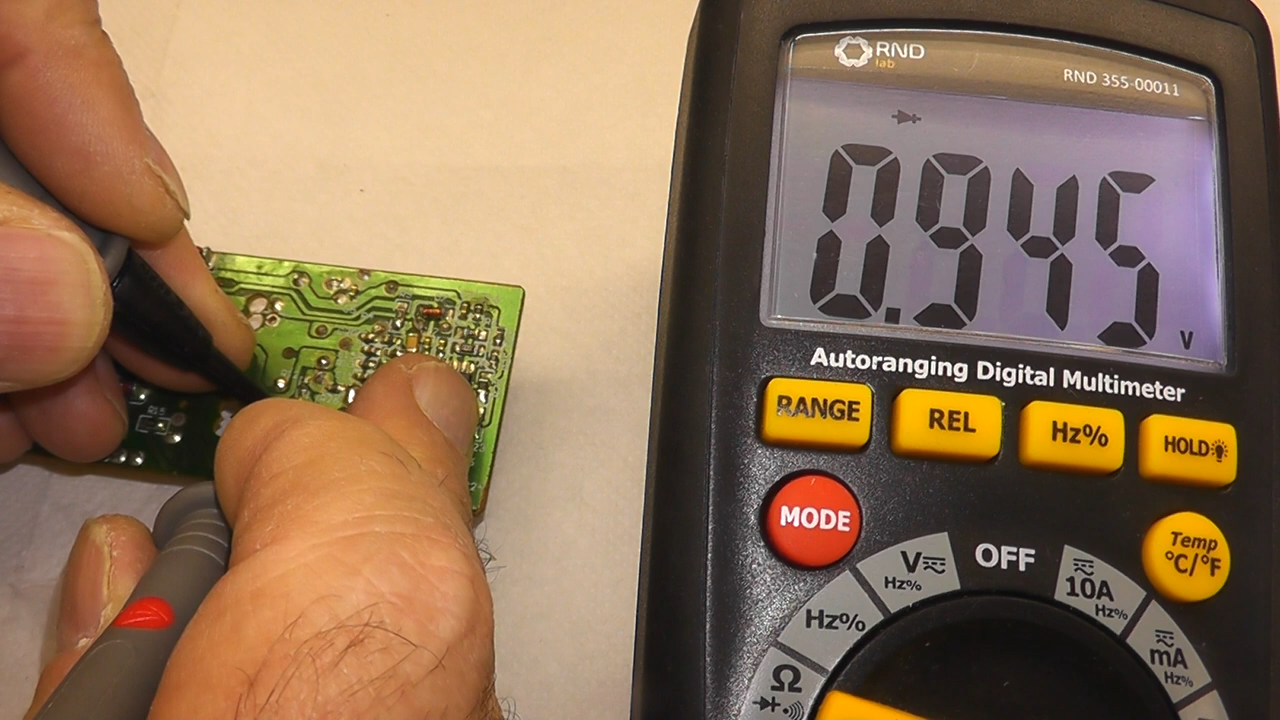 RND
lab
RND 355-00011
0.945
V
Autoranging Digital Multimeter
RANGE
REL
Hz%
HOLD
MODE
Temp
°C/°F
OFF
V
Hz%
10A
Hz%
Hz%
mA
Hz%
Ω
R15